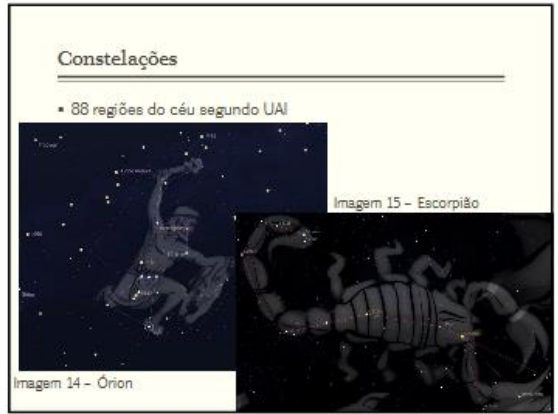 Constelações
▪ 88 regiões do céu segundo UAI
Imagem 15 – Escorpião
Imagem 14 – Órion